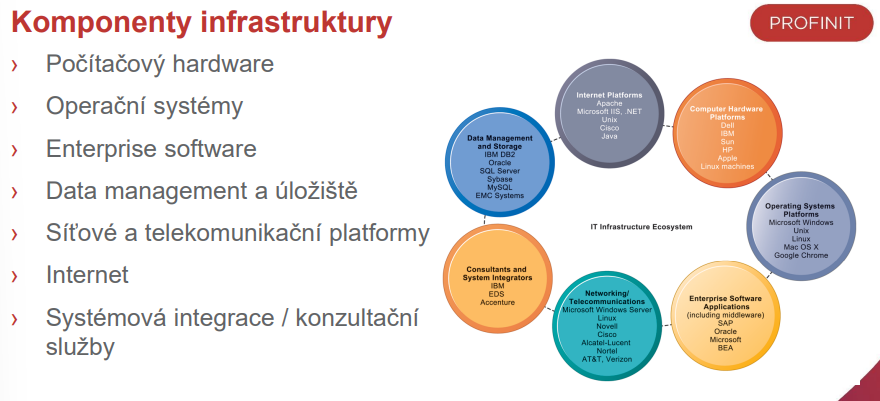 Komponenty infrastruktury
PROFINIT
› Počítačový hardware
› Operační systémy
› Enterprise software
› Data management a úložiště
› Síťové a telekomunikační platformy
› Internet
› Systémová integrace / konzultační
služby
Internet Platforms
Apache
Microsoft IIS, .NET
Unix
Cisco
Java
Computer Hardware
Platforms
Dell
IBM
Sun
HP
Apple
Linux machines
Operating Systems
Platforms
Microsoft Windows
Unix
Linux
Mac OS X
Google Chrome
Enterprise Software
Applications
(including middleware)
SAP
Oracle
Microsoft
BEA
Networking/
Telecommunications
Microsoft Windows Server
Linux
Novell
Cisco
Alcatel-Lucent
Nortel
AT&T, Verizon
Consultants and
System Integrators
IBM
EDS
Accenture
Data Management
and Storage
IBM DB2
Oracle
SQL Server
Sybase
MySQL
EMC Systems
IT Infrastructure Ecosystem